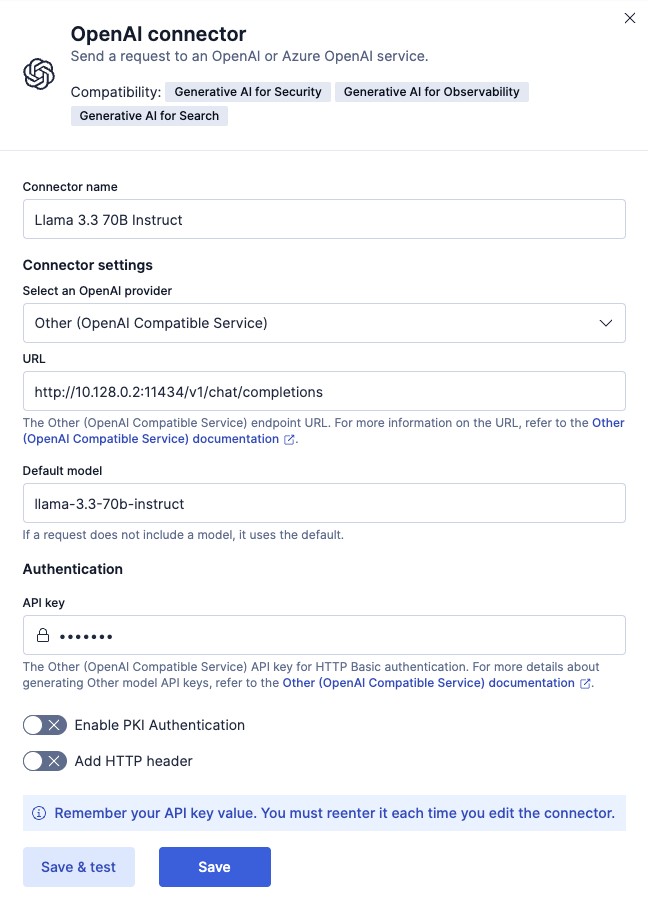 OpenAI connector
Send a request to an OpenAI or Azure OpenAI service.
Compatibility: Generative AI for Security Generative AI for Observability
Generative AI for Search
Connector name
Llama 3.3 70B Instruct
Connector settings
Select an OpenAI provider
Other (OpenAI Compatible Service)
URL
http://10.128.0.2:11434/v1/chat/completions
The Other (OpenAI Compatible Service) endpoint URL. For more information on the URL, refer to the Other
(OpenAI Compatible Service) documentation.
Default model
llama-3.3-70b-instruct
If a request does not include a model, it uses the default.
Authentication
API key
•••••••
The Other (OpenAI Compatible Service) API key for HTTP Basic authentication. For more details about
generating Other model API keys, refer to the Other (OpenAI Compatible Service) documentation.
Enable PKI Authentication
Add HTTP header
Remember your API key value. You must reenter it each time you edit the connector.
Save & test Save